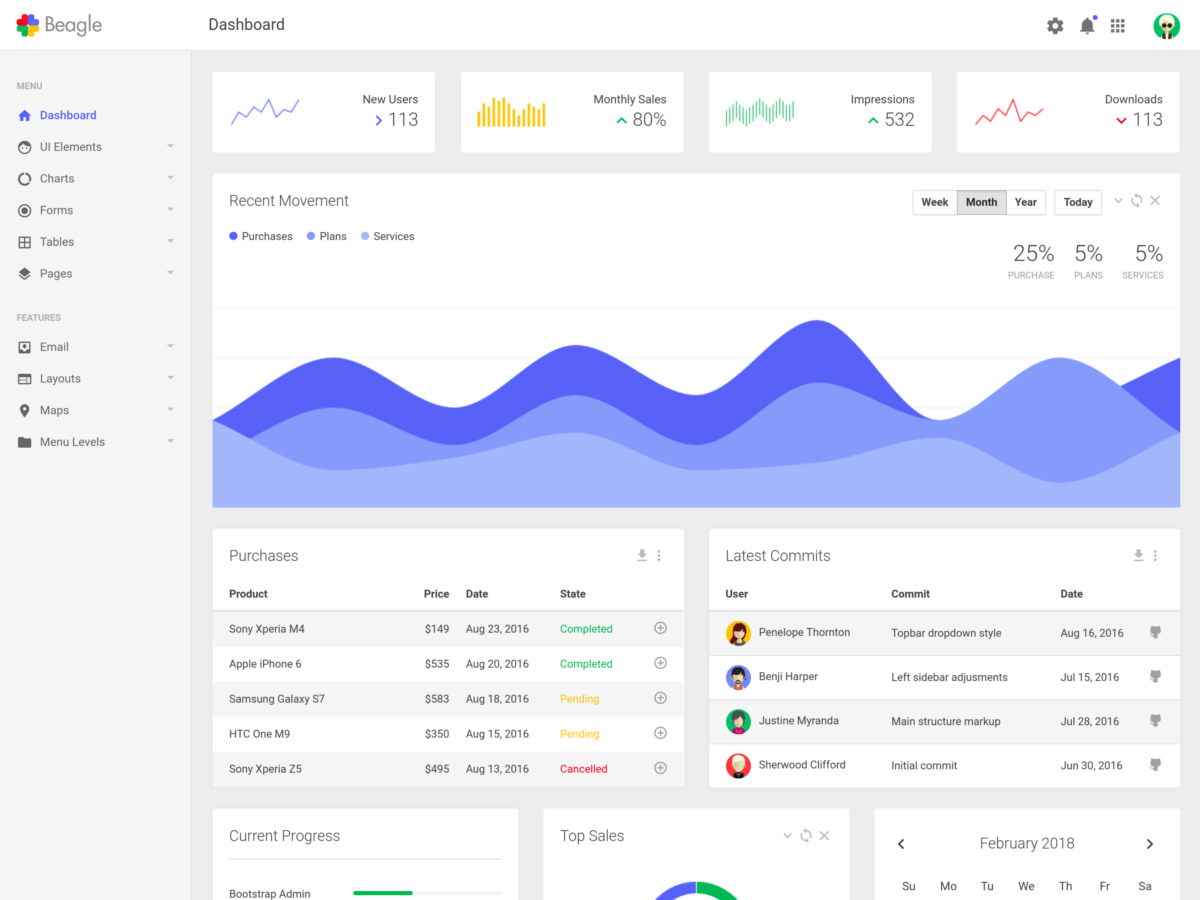 Beagle
Dashboard
MENU
Dashboard
UI Elements
Charts
Forms
Tables
Pages
FEATURES
Email
Layouts
Maps
Menu Levels
New Users
113
Monthly Sales
80%
Impressions
532
Downloads
113
Recent Movement
Week Month Year Today
Purchases Plans Services
25% 5% 5%
PURCHASE PLANS SERVICES
Purchases
Product Price Date State
Sony Xperia M4 $149 Aug 23, 2016 Completed
Apple iPhone 6 $535 Aug 20, 2016 Completed
Samsung Galaxy S7 $583 Aug 18, 2016 Pending
HTC One M9 $350 Aug 15, 2016 Pending
Sony Xperia Z5 $495 Aug 13, 2016 Cancelled
Latest Commits
User Commit Date
Penelope Thornton Topbar dropdown style Aug 16, 2016
Benji Harper Left sidebar adjusments Jul 15, 2016
Justine Myranda Main structure markup Jul 28, 2016
Sherwood Clifford Initial commit Jun 30, 2016
Current Progress
Bootstrap Admin
Top Sales
February 2018
Su Mo Tu We Th Fr Sa